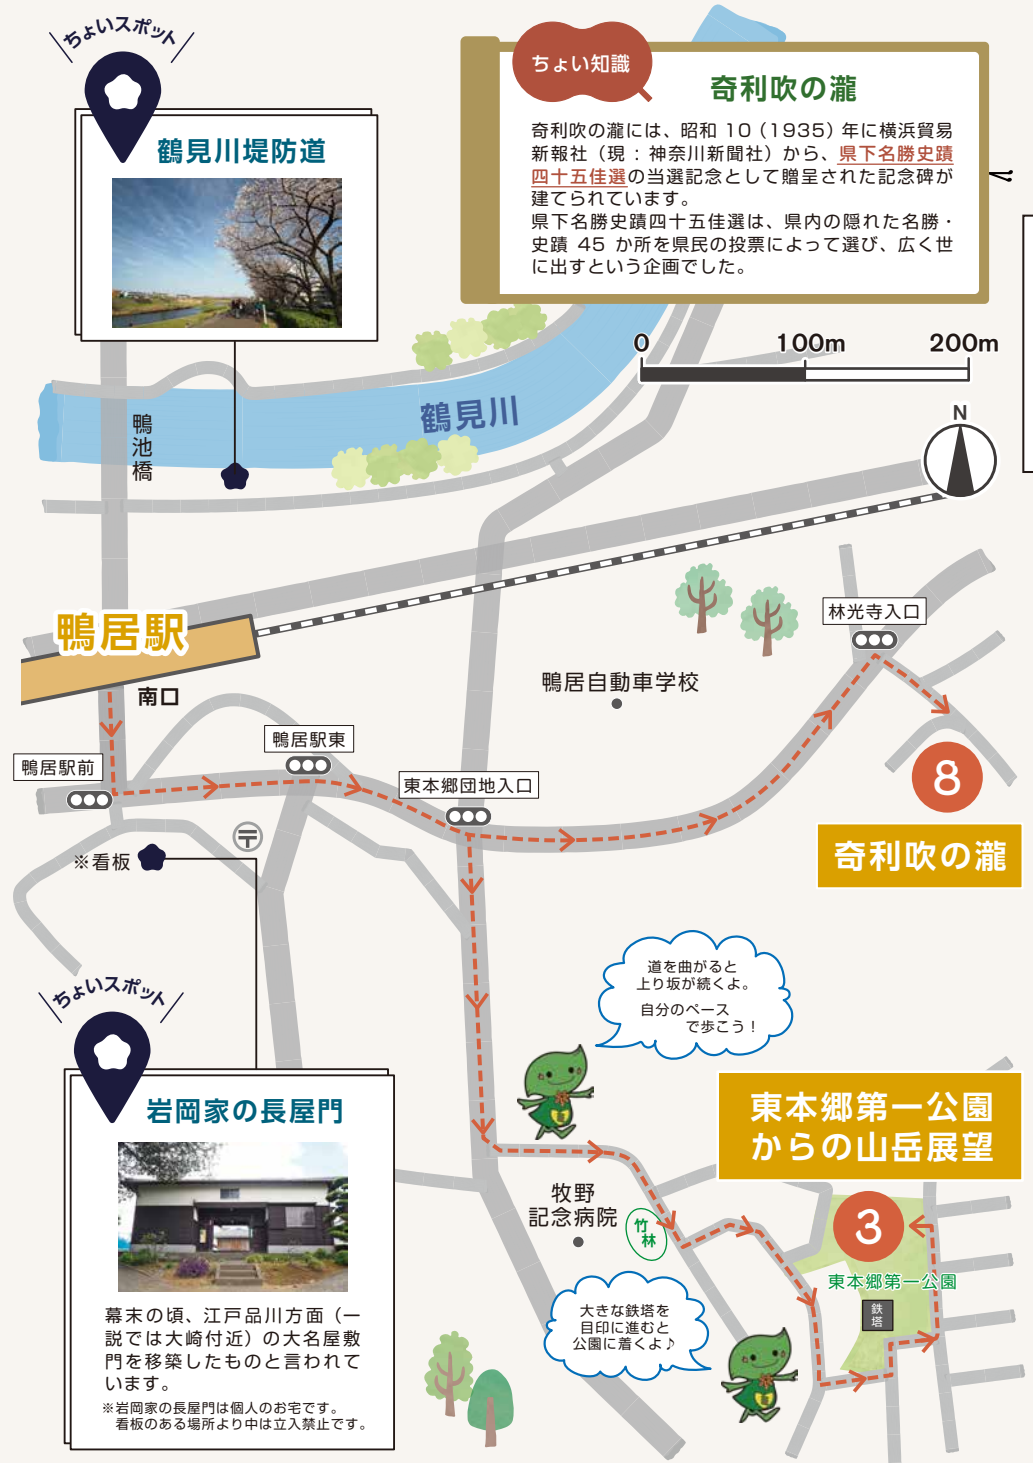 ちょいスポット
鶴見川堤防道
ちょい知識
奇利吹の瀧
奇利吹の瀧には、昭和 10（1935）年に横浜貿易
新報社（現：神奈川新聞社）から、県下名勝史蹟
四十五佳選の当選記念として贈呈された記念碑が
建てられています。
県下名勝史蹟四十五佳選は、県内の隠れた名勝・
史蹟 45 か所を県民の投票によって選び、広く世
に出すという企画でした。
0 100m 200m
N
鶴見川
鴨池橋
鴨居駅
南口
林光寺入口
鴨居自動車学校
鴨居駅東
鴨居駅前
東本郷団地入口
8
奇利吹の瀧
〒
※看板
道を曲がると
上り坂が続くよ。
自分のペース
で歩こう！
ちょいスポット
岩岡家の長屋門
幕末の頃、江戸品川方面（一
説では大崎付近）の大名屋敷
門を移築したものと言われて
います。
※岩岡家の長屋門は個人のお宅です。
看板のある場所より中は立入禁止です。
東本郷第一公園
からの山岳展望
牧野
記念病院
竹林
3
東本郷第一公園
鉄塔
大きな鉄塔を
目印に進むと
公園に着くよ♪